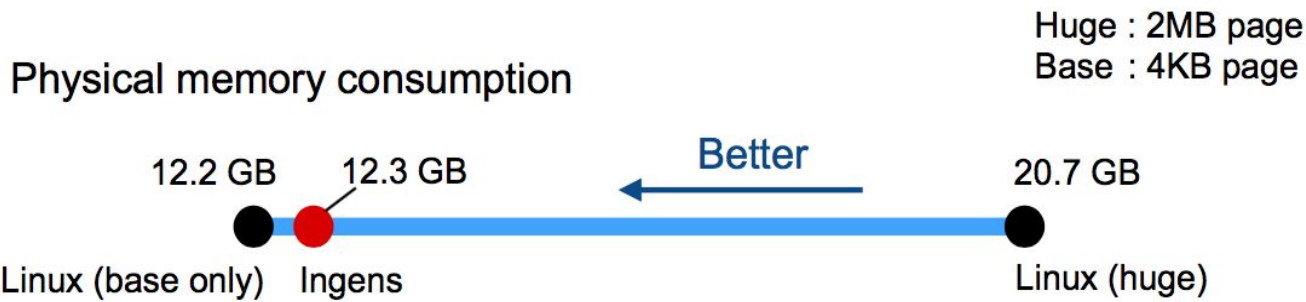 Huge : 2MB page
Base : 4KB page
Physical memory consumption
12.2 GB
12.3 GB
Better
20.7 GB
Linux (base only)
Ingens
Linux (huge)